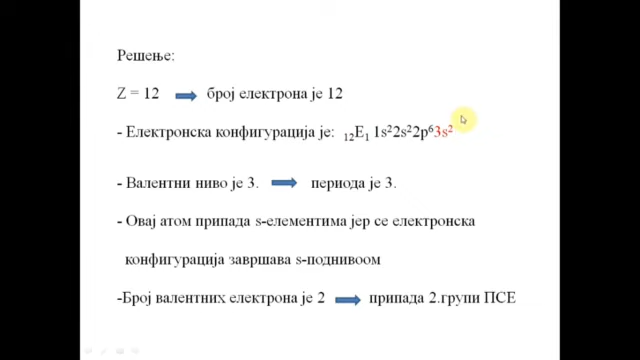 Решење:
Z = 12 број електрона је 12
- Електронска конфигурација је: ₁₂E₁ 1s²2s²2p⁶3s²
- Валентни ниво је 3. периода је 3.
- Овај атом припада s-елементима јер се електронска
конфигурација завршава s-поднивоом
-Број валентних електрона је 2 припада 2.групи ПСЕ